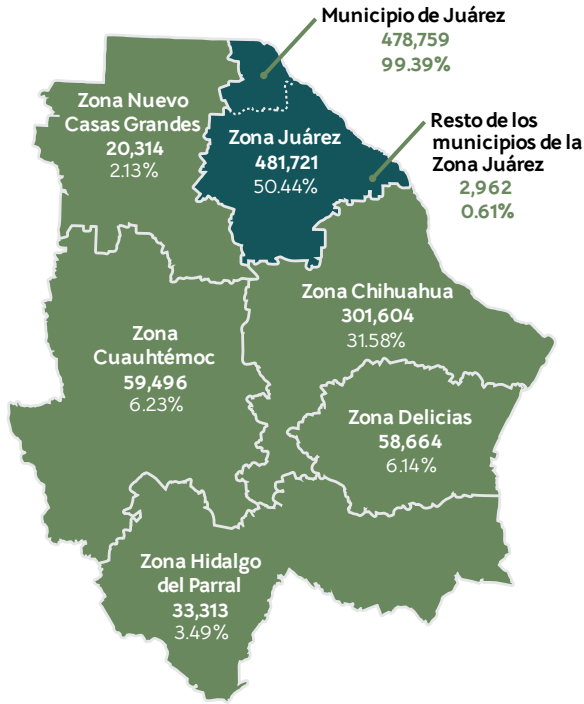 Municipio de Juárez
478,759
99.39%
Zona Nuevo
Casas Grandes
20,314
2.13%
Zona Juárez
481,721
50.44%
Resto de los
municipios de la
Zona Juárez
2,962
0.61%
Zona Chihuahua
301,604
31.58%
Zona
Cuauhtémoc
59,496
6.23%
Zona Delicias
58,664
6.14%
Zona Hidalgo
del Parral
33,313
3.49%